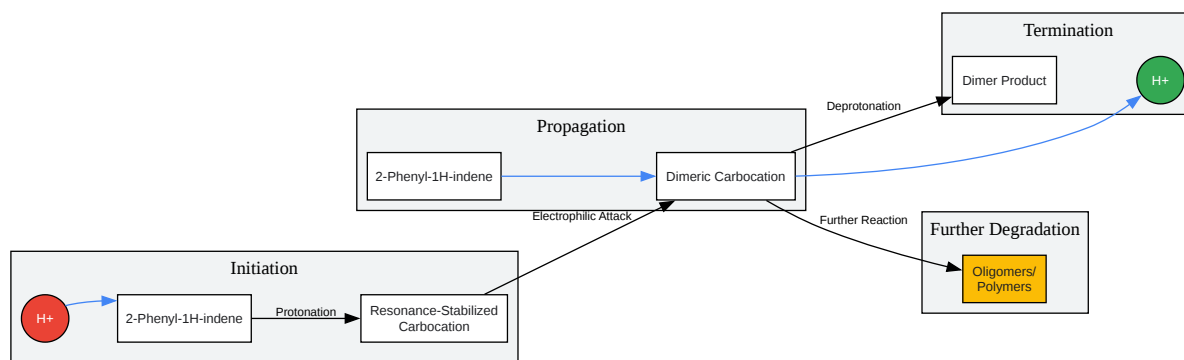 Termination
Dimer Product
H+
Deprotonation
Propagation
2-Phenyl-1H-indene
Dimeric Carbocation
Electrophilic Attack
Further Reaction
Further Degradation
Oligomers/
Polymers
Initiation
H+
2-Phenyl-1H-indene
Protonation
Resonance-Stabilized
Carbocation